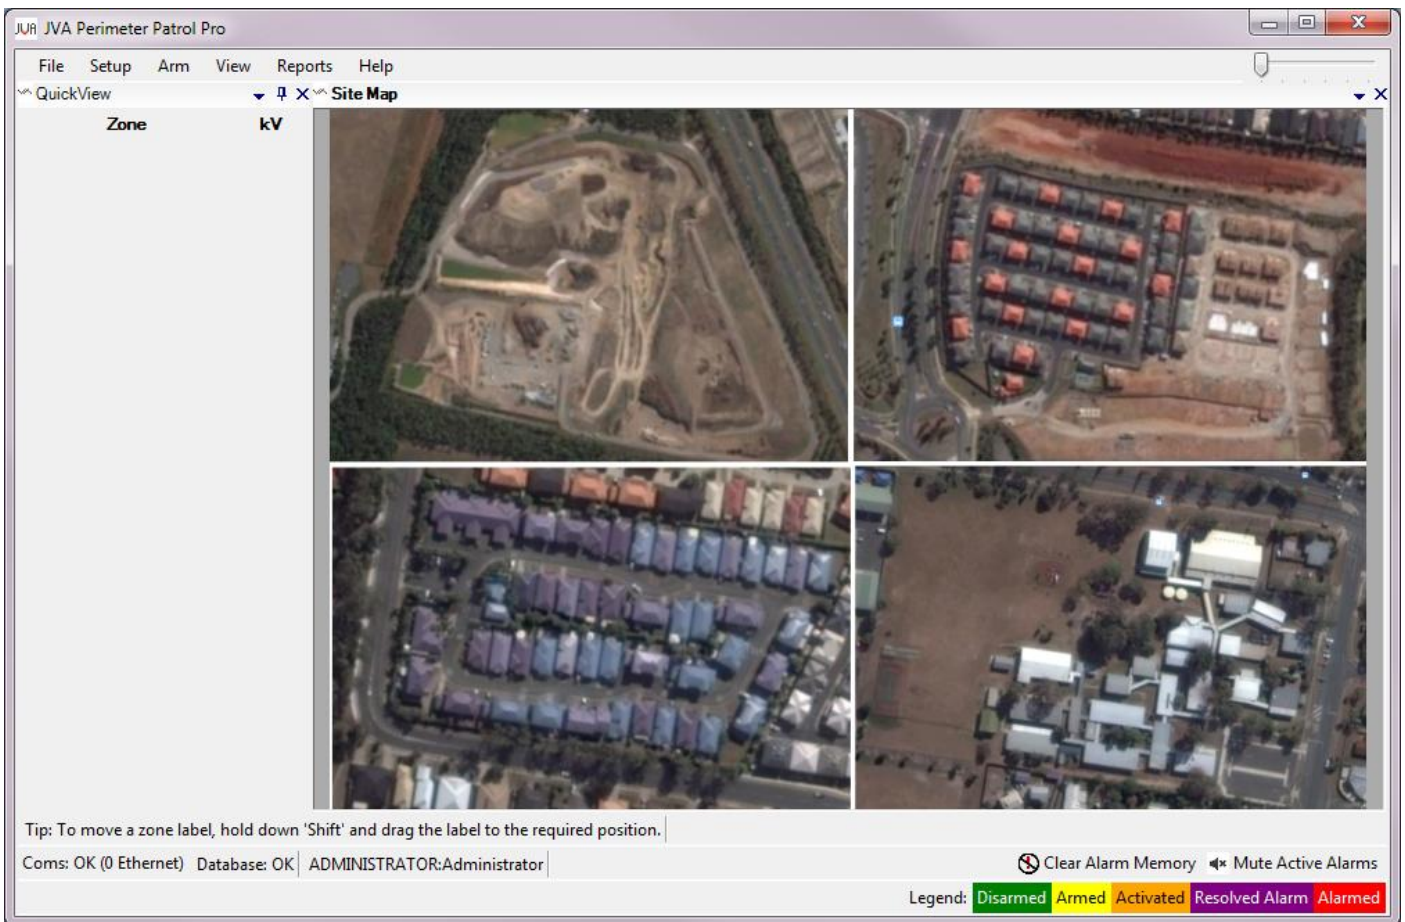 JVA JVA Perimeter Patrol Pro
File Setup Arm View Reports Help
QuickView
Site Map
Zone kV
Tip: To move a zone label, hold down 'Shift' and drag the label to the required position.
Coms: OK (0 Ethernet) Database: OK ADMINISTRATOR:Administrator
Clear Alarm Memory Mute Active Alarms
Legend: Disarmed Armed Activated Resolved Alarm Alarmed